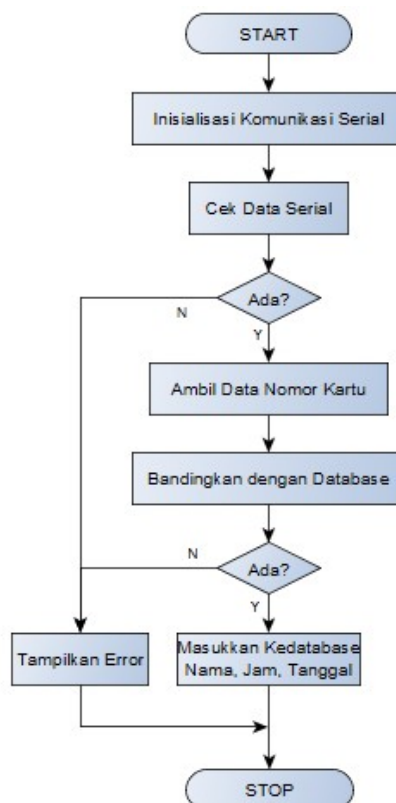 START
Inisialisasi Komunikasi Serial
Cek Data Serial
Ada?
N
Y
Ambil Data Nomor Kartu
Bandingkan dengan Database
N
Ada?
Y
Tampilkan Error
Masukkan Kedatabase
Nama, Jam, Tanggal
STOP